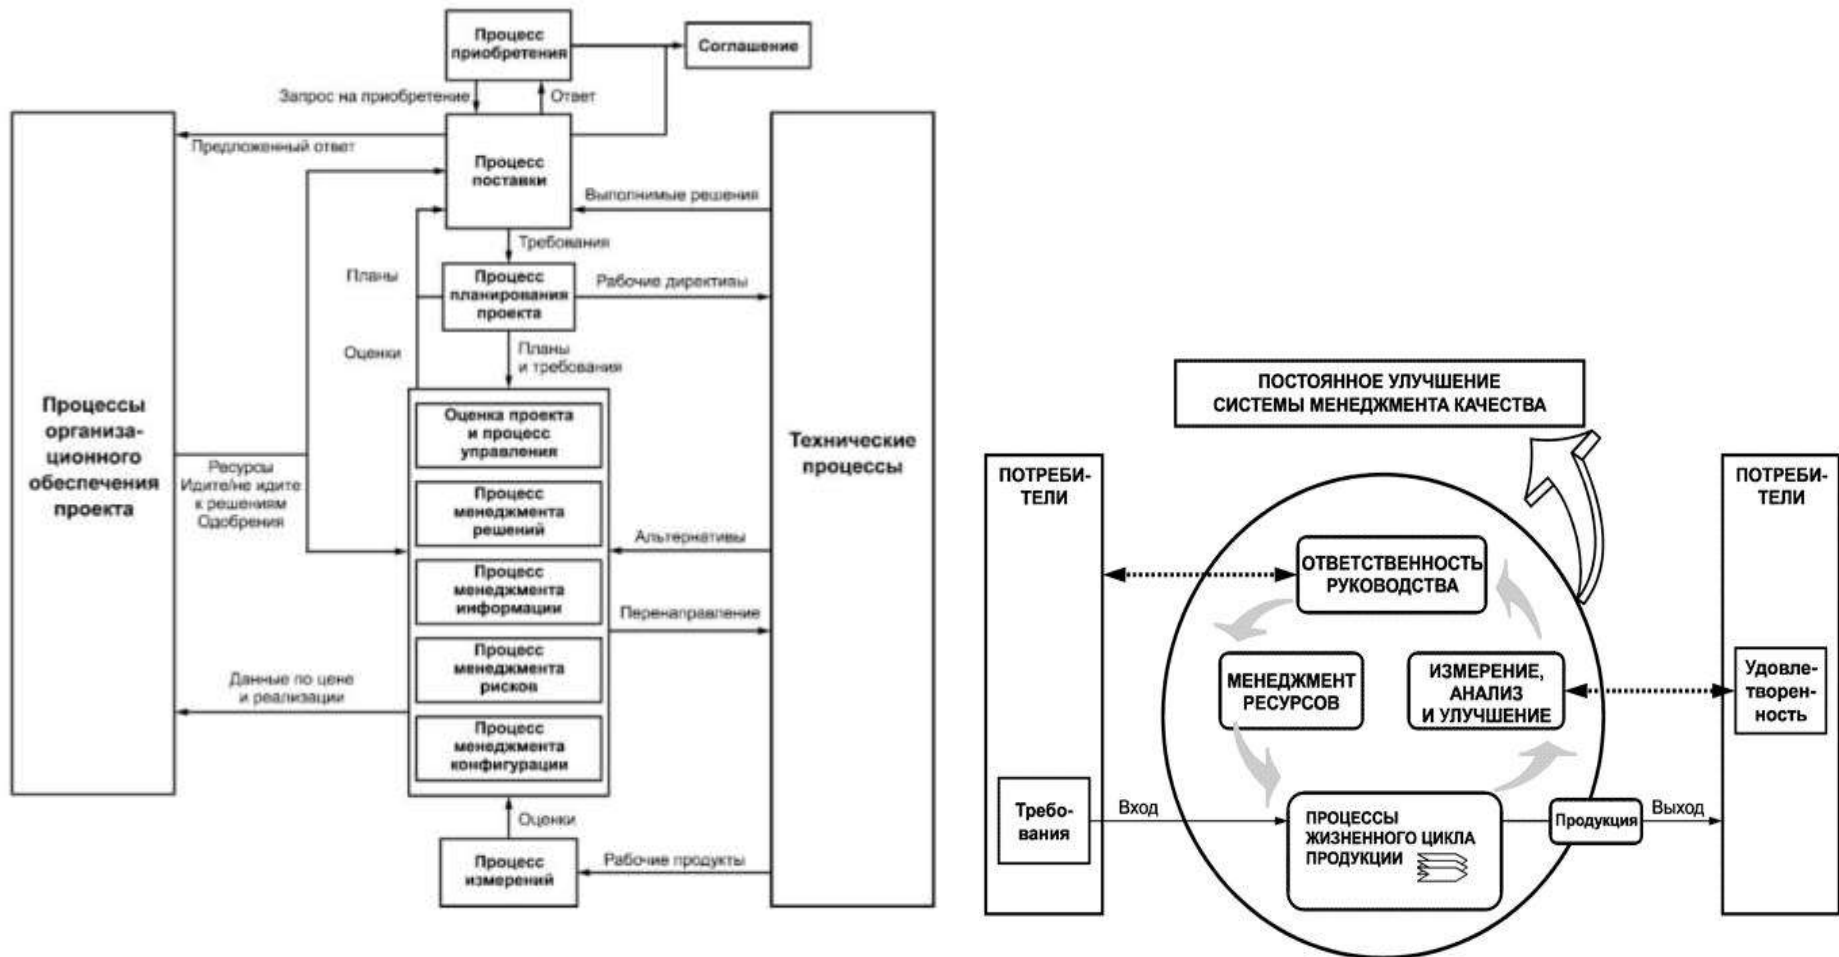 Процесс
приобретения
Соглашение
Запрос на приобретение
Ответ
Предложенный ответ
Процесс
поставки
Выполнимые решения
Требования
Планы
Процесс
планирования
проекта
Рабочие директивы
Оценки
Планы
и требования
Процессы
организа-
ционного
обеспечения
проекта
Ресурсы
Идите/не идите
к решениям
Одобрения
Оценка проекта
и процесс
управления
Процесс
менеджмента
решений
Процесс
менеджмента
информации
Процесс
менеджмента
рисков
Процесс
менеджмента
конфигурации
Технические
процессы
Альтернативы
Перенаправление
Данные по цене
и реализации
Оценки
Процесс
измерений
Рабочие продукты
ПОСТОЯННОЕ УЛУЧШЕНИЕ
СИСТЕМЫ МЕНЕДЖМЕНТА КАЧЕСТВА
ПОТРЕБИ-
ТЕЛИ
ПОТРЕБИ-
ТЕЛИ
ОТВЕТСТВЕННОСТЬ
РУКОВОДСТВА
МЕНЕДЖМЕНТ
РЕСУРСОВ
ИЗМЕРЕНИЕ,
АНАЛИЗ
И УЛУЧШЕНИЕ
Удовле-
творен-
ность
Требо-
вания
Вход
ПРОЦЕССЫ
ЖИЗНЕННОГО ЦИКЛА
ПРОДУКЦИИ
Продукция
Выход